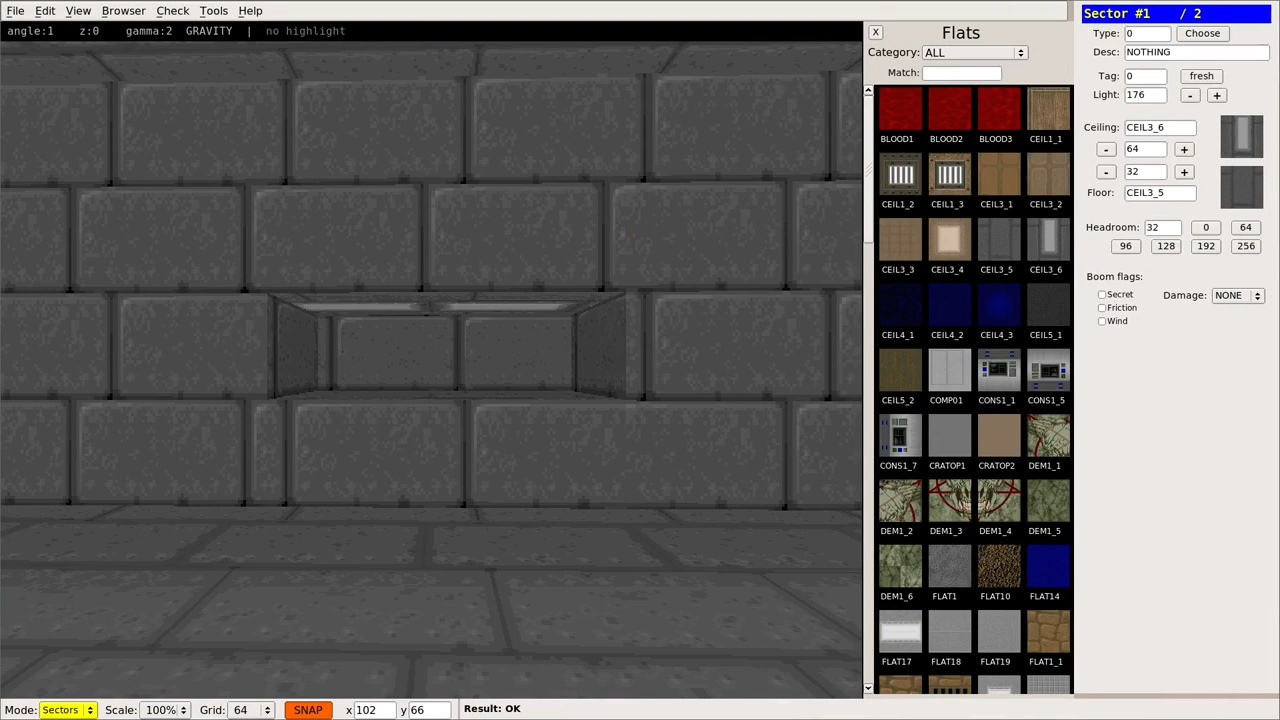 File Edit View Browser Check Tools Help
angle:1 z:0 gamma:2 GRAVITY | no highlight
X Flats
Category: ALL
Match:
BLOOD1 BLOOD2 BLOOD3 CEIL1_1
CEIL1_2 CEIL1_3 CEIL3_1 CEIL3_2
CEIL3_3 CEIL3_4 CEIL3_5 CEIL3_6
CEIL4_1 CEIL4_2 CEIL4_3 CEIL5_1
CEIL5_2 COMP01 CONS1_1 CONS1_5
CONS1_7 CRATOP1 CRATOP2 DEM1_1
DEM1_2 DEM1_3 DEM1_4 DEM1_5
DEM1_6 FLAT1 FLAT10 FLAT14
FLAT17 FLAT18 FLAT19 FLAT1_1
Sector #1 / 2
Type: 0 Choose
Desc: NOTHING
Tag: 0 fresh
Light: 176 - +
Ceiling: CEIL3_6
- 64 +
- 32 +
Floor: CEIL3_5
Headroom: 32 0 64
96 128 192 256
Boom flags:
Secret Damage: NONE
Friction
Wind
Mode: Sectors Scale: 100% Grid: 64 SNAP x 102 y 66 Result: OK